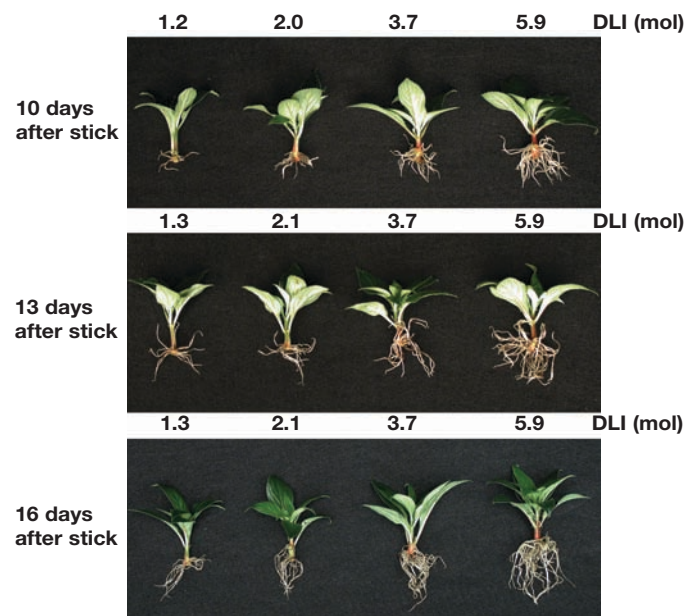 1.2 2.0 3.7 5.9 DLI (mol)
10 days
after stick
1.3 2.1 3.7 5.9 DLI (mol)
13 days
after stick
1.3 2.1 3.7 5.9 DLI (mol)
16 days
after stick